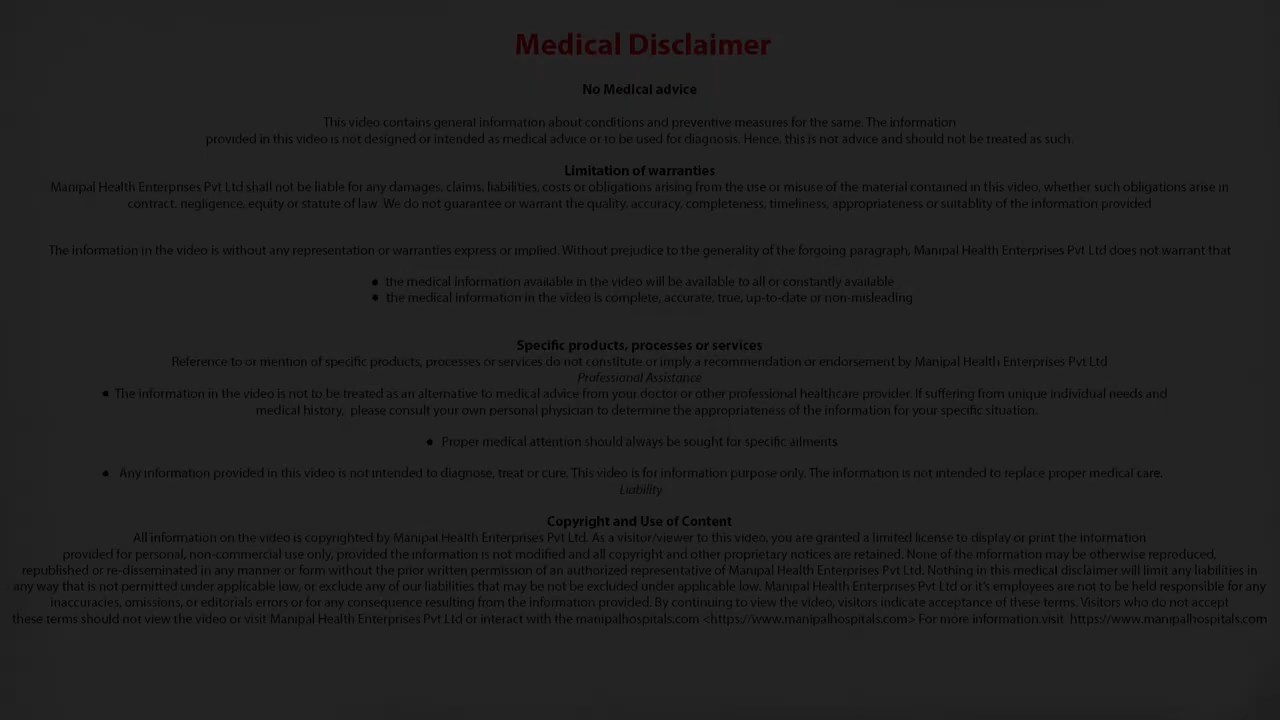 Medical Disclaimer
No Medical advice
This video contains general information about conditions and preventive measures for the same. The information
provided in this video is not designed or intended as medical advice or to be used for diagnosis. Hence, this is not advice and should not be treated as such.
Limitation of warranties
Manipal Health Enterprises Pvt Ltd shall not be liable for any damages, claims, liabilities, costs or obligations arising from the use or misuse of the material contained in this video, whether such obligations arise in
contract, negligence, equity or statute of law .We do not guarantee or warrant the quality, accuracy, completeness, timeliness, appropriateness or suitablity of the information provided
The information in the video is without any representation or warranties express or implied. Without prejudice to the generality of the forgoing paragraph, Manipal Health Enterprises Pvt Ltd does not warrant that
● the medical information available in the video will be available to all or constantly available
● the medical information in the video is complete, accurate, true, up-to-date or non-misleading
Specific products, processes or services
Reference to or mention of specific products, processes or services do not constitute or imply a recommendation or endorsement by Manipal Health Enterprises Pvt Ltd
Professional Assistance
● The information in the video is not to be treated as an alternative to medical advice from your doctor or other professional healthcare provider. If suffering from unique individual needs and
medical history, please consult your own personal physician to determine the appropriateness of the information for your specific situation.
● Proper medical attention should always be sought for specific ailments
● Any information provided in this video is not intended to diagnose, treat or cure. This video is for information purpose only. The information is not intended to replace proper medical care.
Liability
Copyright and Use of Content
All information on the video is copyrighted by Manipal Health Enterprises Pvt Ltd. As a visitor/viewer to this video, you are granted a limited license to display or print the information
provided for personal, non-commercial use only, provided the information is not modified and all copyright and other proprietary notices are retained. None of the information may be otherwise reproduced,
republished or re-disseminated in any manner or form without the prior written permission of an authorized representative of Manipal Health Enterprises Pvt Ltd. Nothing in this medical disclaimer will limit any liabilities in
any way that is not permitted under applicable low, or exclude any of our liabilities that may be not be excluded under applicable low. Manipal Health Enterprises Pvt Ltd or it's employees are not to be held responsible for any
inaccuracies, omissions, or editorials errors or for any consequence resulting from the information provided. By continuing to view the video, visitors indicate acceptance of these terms. Visitors who do not accept
these terms should not view the video or visit Manipal Health Enterprises Pvt Ltd or interact with the manipalhospitals.com <https://www.manipalhospitals.com> For more information.visit https://www.manipalhospitals.com